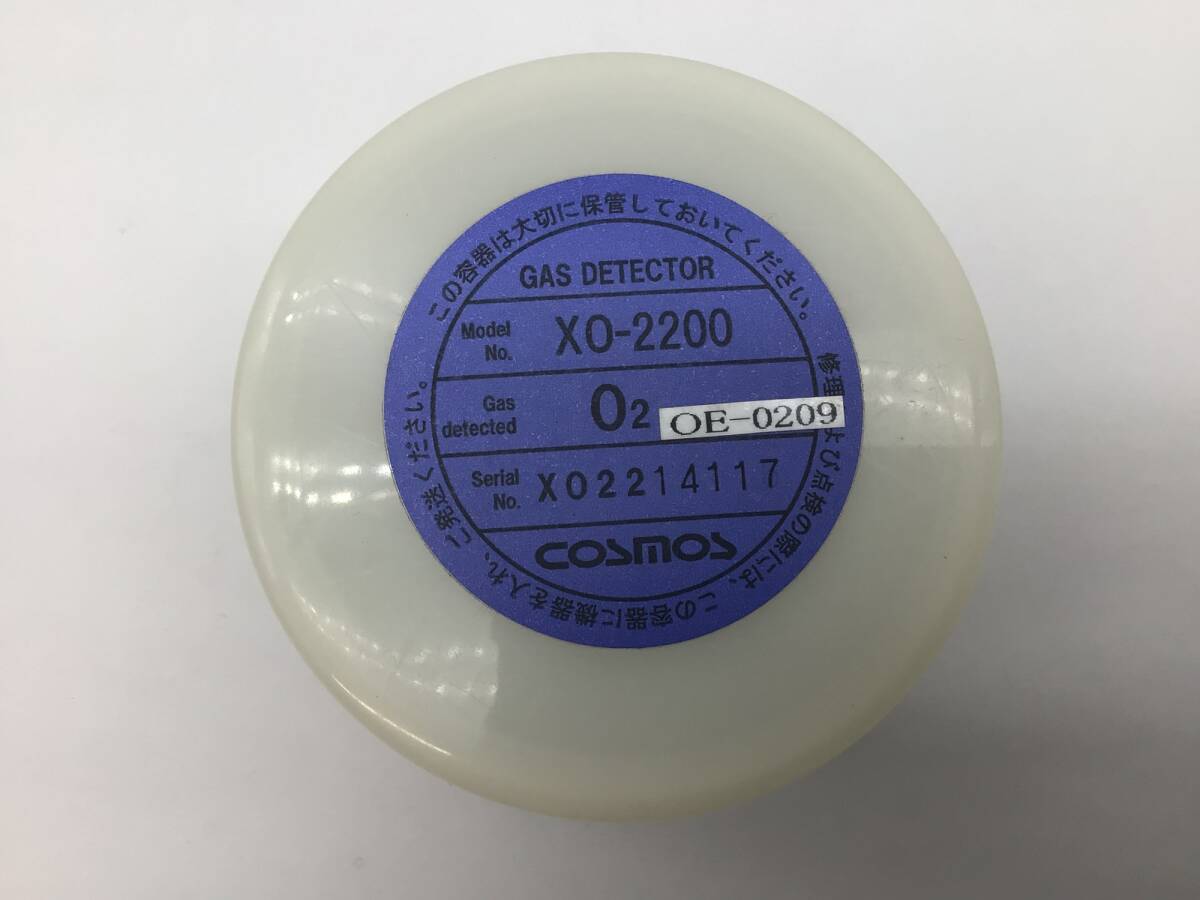 この容器は大切に保管しておいてください。
GAS DETECTOR
Model No. XO-2200
Gas detected O2
OE-0209
Serial No. XO2214117
COSMOS
修理 よび点検の際には、この容器に機器を入れ、ご発送ください。